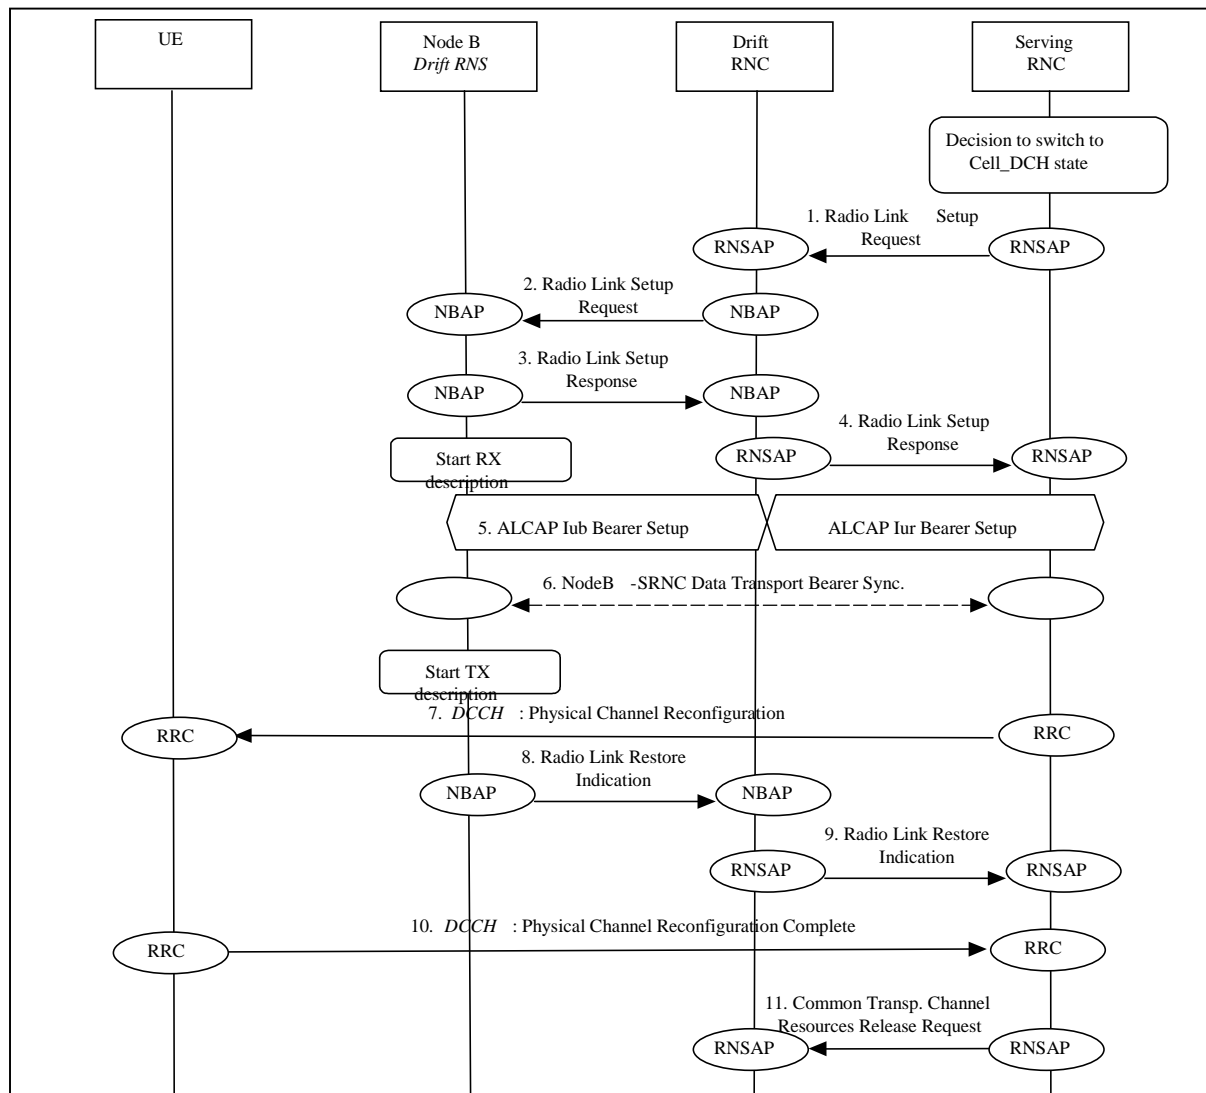 UE
Node B
Drift RNS
Drift
RNC
Serving
RNC
Decision to switch to
Cell_DCH state
1. Radio Link Setup
Request
RNSAP
RNSAP
2. Radio Link Setup
Request
NBAP
NBAP
3. Radio Link Setup
Response
NBAP
NBAP
4. Radio Link Setup
Response
Start RX
description
RNSAP
RNSAP
5. ALCAP Iub Bearer Setup
ALCAP Iur Bearer Setup
6. NodeB -SRNC Data Transport Bearer Sync.
Start TX
description
7. DCCH : Physical Channel Reconfiguration
RRC
RRC
8. Radio Link Restore
Indication
NBAP
NBAP
9. Radio Link Restore
Indication
RNSAP
RNSAP
10. DCCH : Physical Channel Reconfiguration Complete
RRC
RRC
11. Common Transp. Channel
Resources Release Request
RNSAP
RNSAP